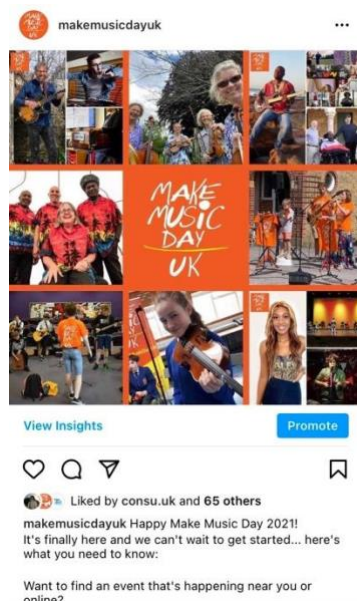 makemusicdayuk
MAKE
MUSiC
DAY
UK
View Insights
Promote
Liked by consu.uk and 65 others
makemusicdayuk Happy Make Music Day 2021!
It's finally here and we can't wait to get started... here's
what you need to know:
Want to find an event that's happening near you or
online?